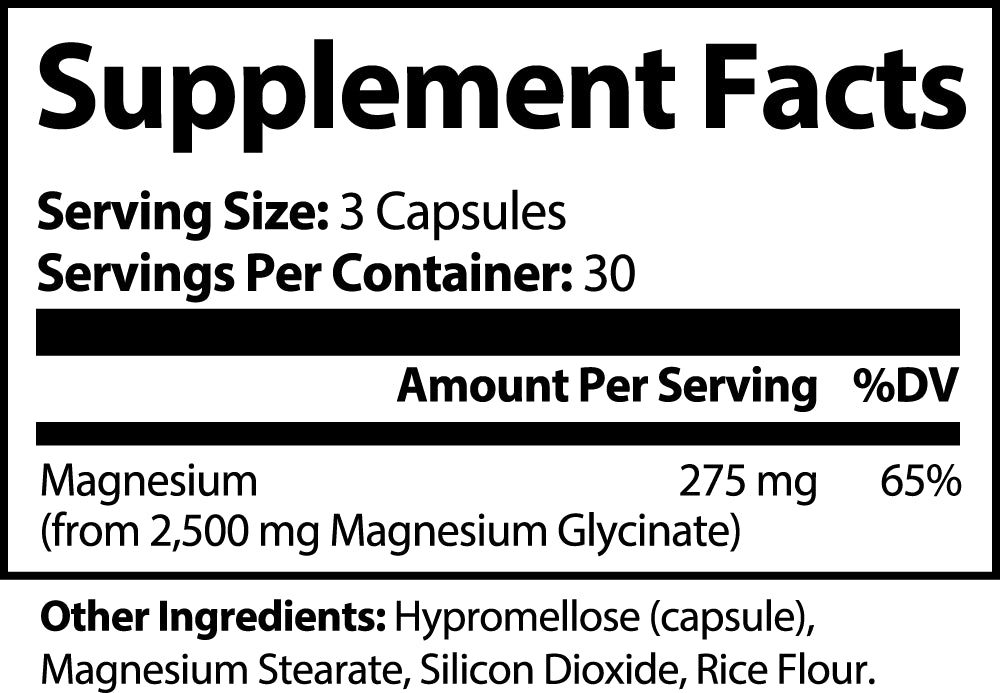 Supplement Facts
Serving Size: 3 Capsules
Servings Per Container: 30
Amount Per Serving %DV
Magnesium 275 mg 65%
(from 2,500 mg Magnesium Glycinate)
Other Ingredients: Hypromellose (capsule),
Magnesium Stearate, Silicon Dioxide, Rice Flour.